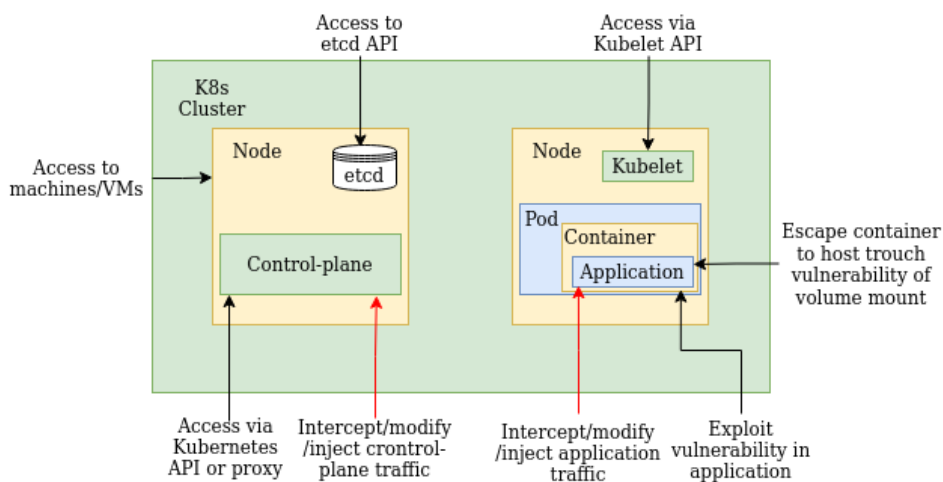 Access to
etcd API
Access via
Kubelet API
K8s
Cluster
Node
etcd
Node
Kubelet
Access to
machines/VMs
Pod
Container
Application
Control-plane
Escape container
to host trouch
vulnerability of
volume mount
Access via
Kubernetes
API or proxy
Intercept/modify
/inject crontrol-
plane traffic
Intercept/modify
/inject application
traffic
Exploit
vulnerability in
application